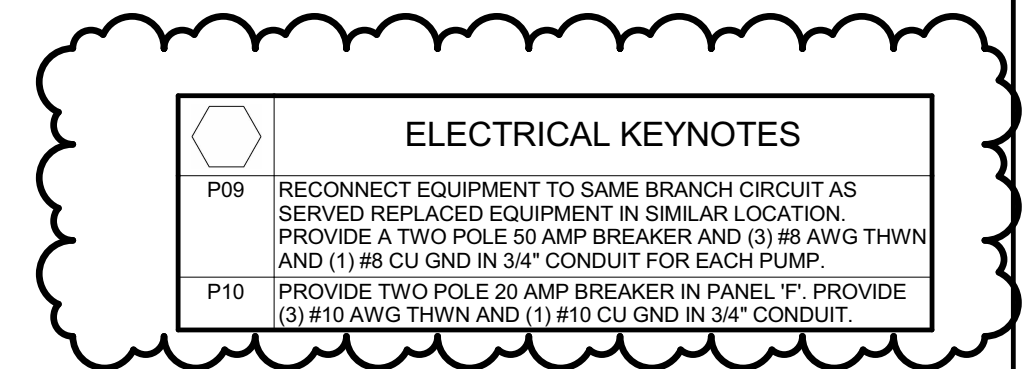 ELECTRICAL KEYNOTES
P09 RECONNECT EQUIPMENT TO SAME BRANCH CIRCUIT AS
SERVED REPLACED EQUIPMENT IN SIMILAR LOCATION.
PROVIDE A TWO POLE 50 AMP BREAKER AND (3) #8 AWG THWN
AND (1) #8 CU GND IN 3/4" CONDUIT FOR EACH PUMP.
P10 PROVIDE TWO POLE 20 AMP BREAKER IN PANEL 'F'. PROVIDE
(3) #10 AWG THWN AND (1) #10 CU GND IN 3/4" CONDUIT.